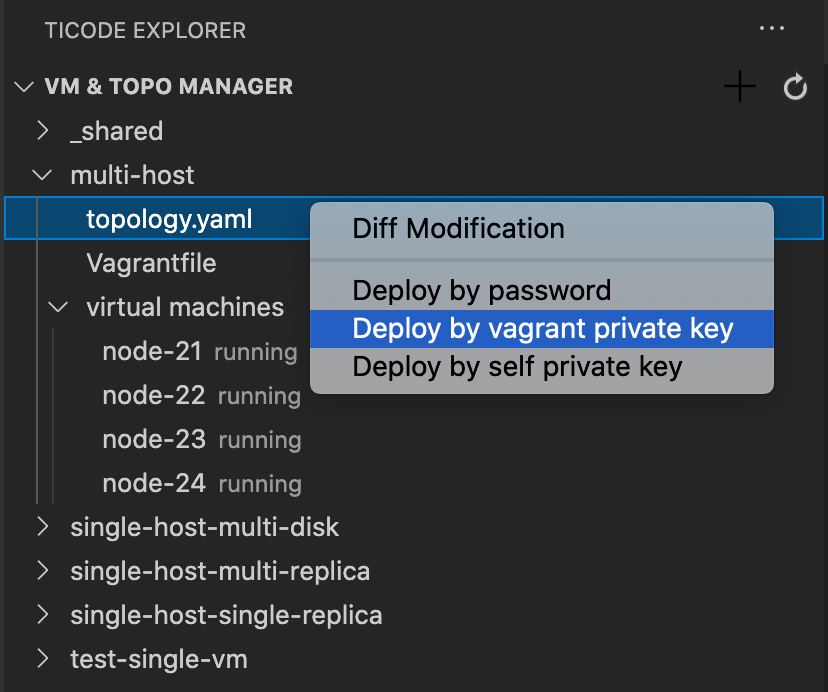 TICODE EXPLORER
VM & TOPO MANAGER
_shared
multi-host
topology.yaml
Diff Modification
Vagrantfile
Deploy by password
virtual machines
Deploy by vagrant private key
node-21 running
Deploy by self private key
node-22 running
node-23 running
node-24 running
single-host-multi-disk
single-host-multi-replica
single-host-single-replica
test-single-vm